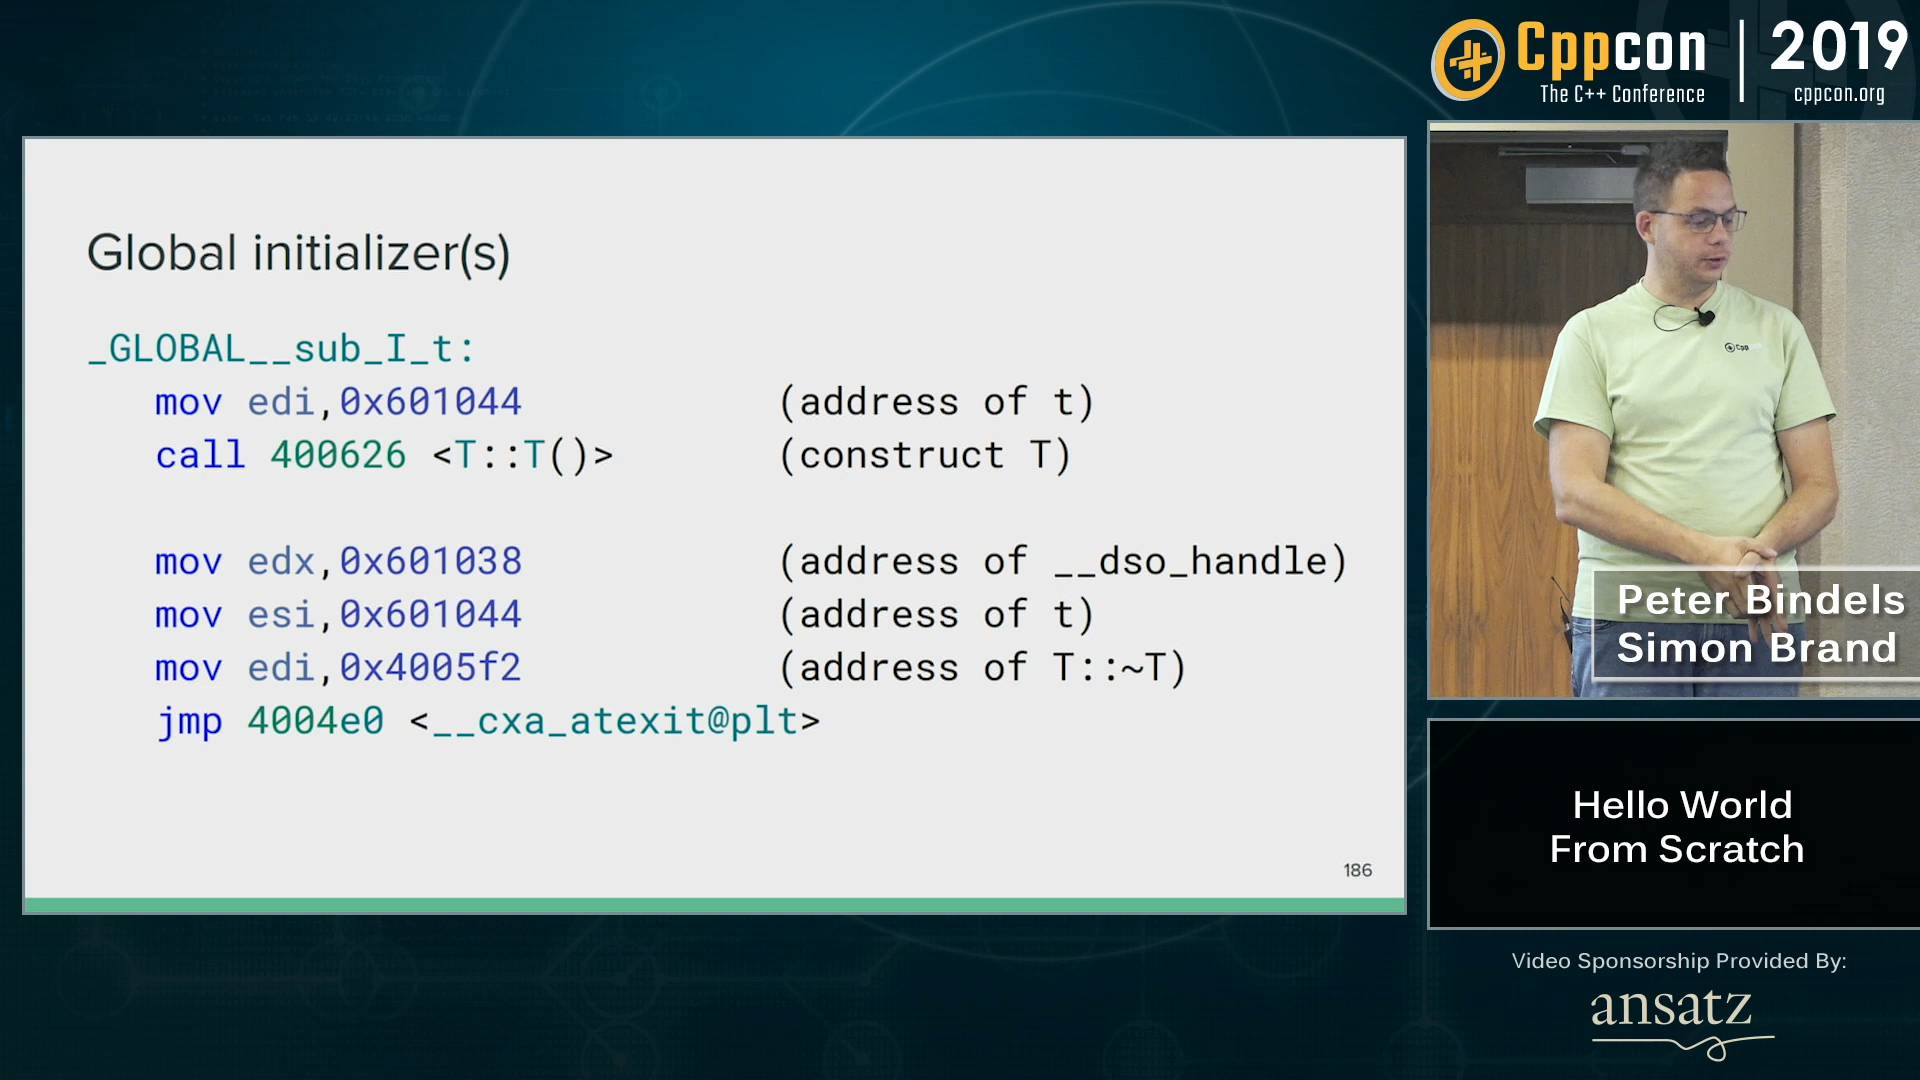 Cppcon
The C++ Conference
2019
cppcon.org
Global initializer(s)
_GLOBAL__sub_I_t:
mov edi,0x601044 (address of t)
call 400626 <T::T()> (construct T)
mov edx,0x601038 (address of __dso_handle)
mov esi,0x601044 (address of t)
mov edi,0x4005f2 (address of T::~T)
jmp 4004e0 <__cxa_atexit@plt>
186
Peter Bindels
Simon Brand
Hello World
From Scratch
Video Sponsorship Provided By:
ansatz